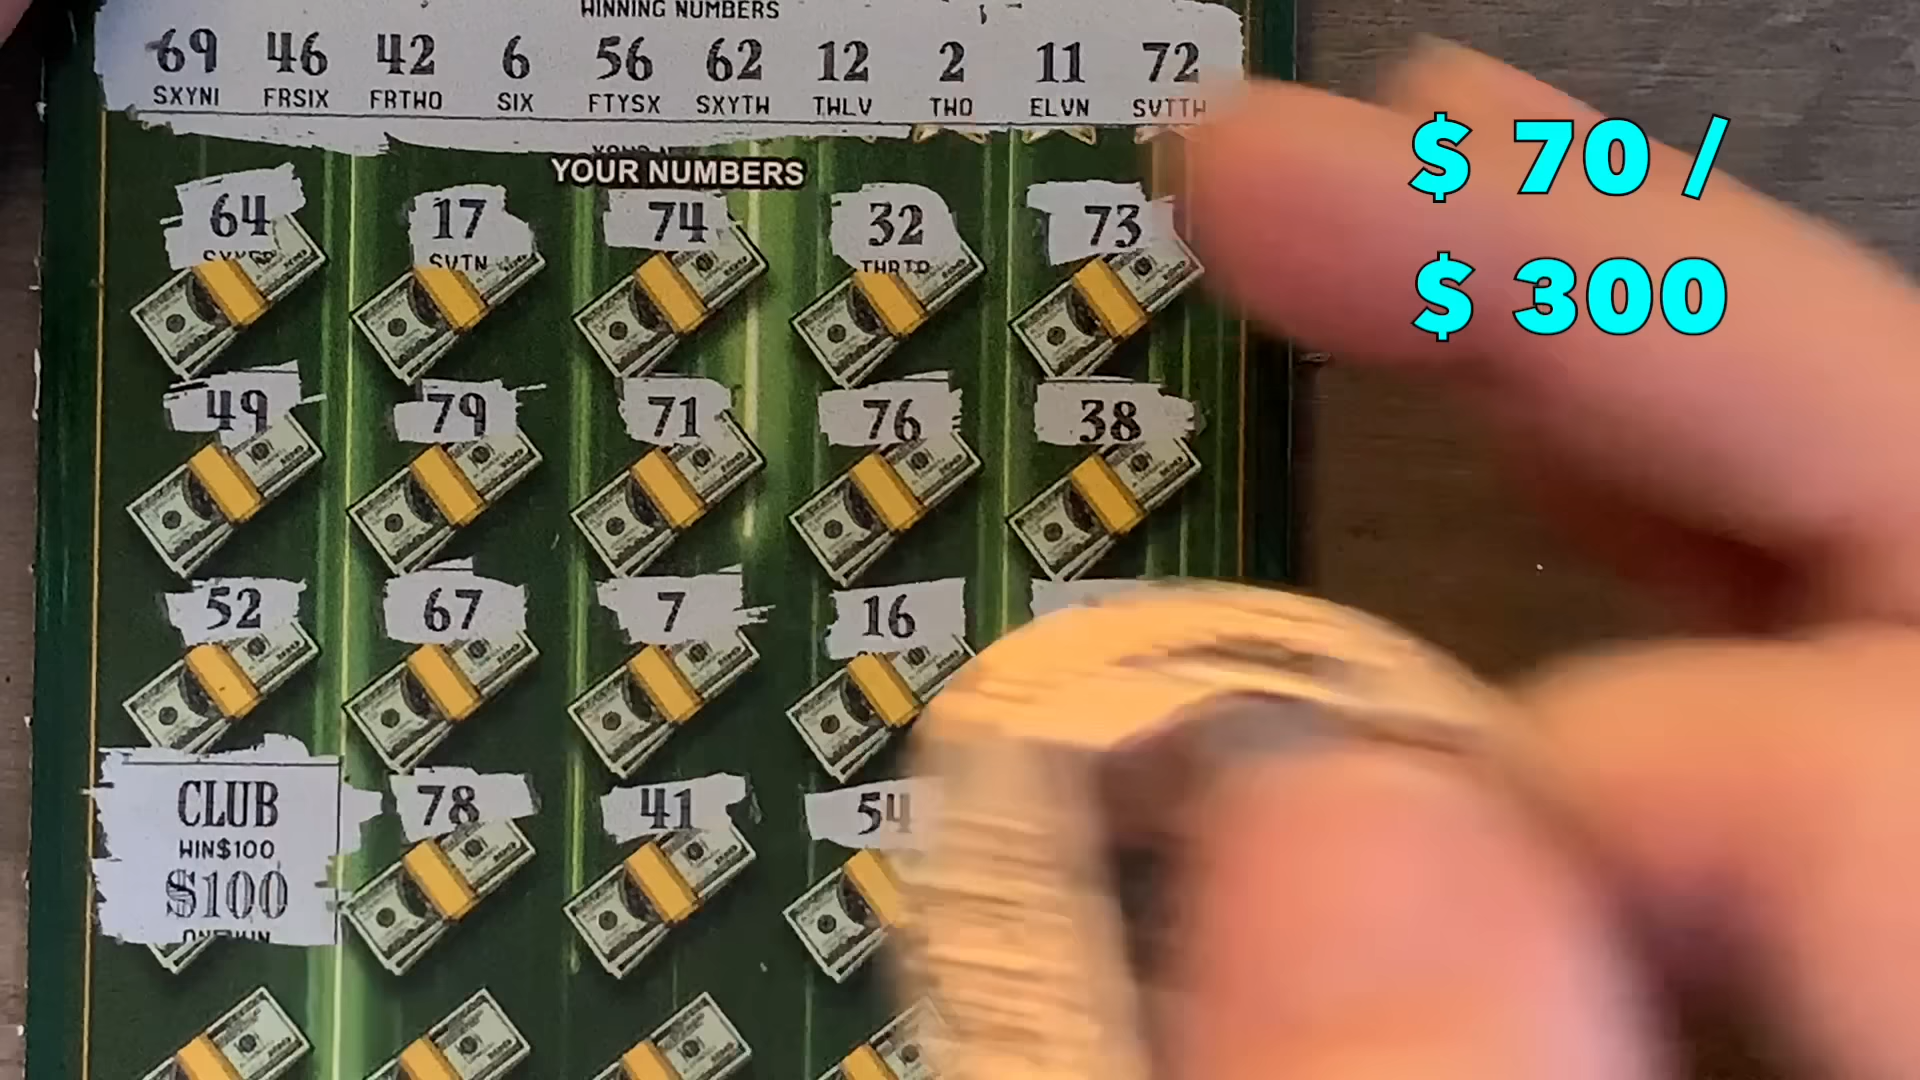 WINNING NUMBERS
69 46 42 6 56 62 12 2 11 72
SXYNI FRSIX FRTWO SIX FTYSX SXYTW TWLV TWO ELVN SVTTW
YOUR NUMBERS
$ 70 /
$ 300
64 17 74 32 73
SVTN THRTO
49 79 71 76 38
52 67 7 16
CLUB 78 41 54
WIN$100
$100